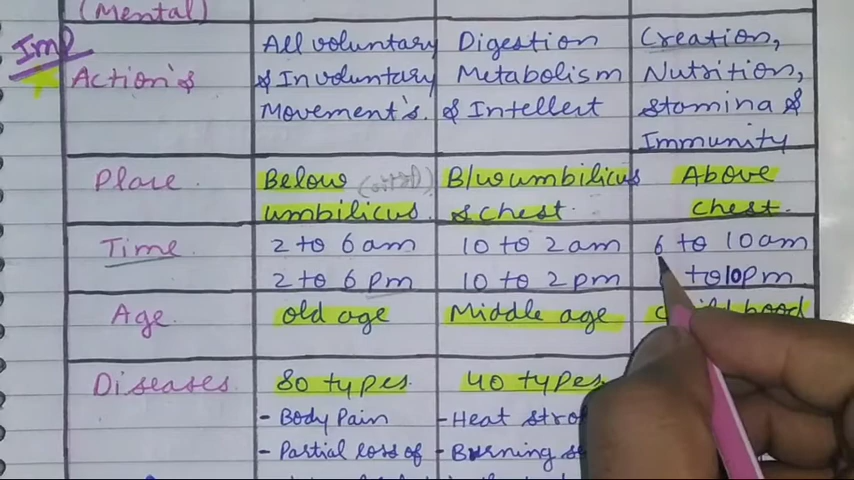 (Mental)
Imp
Action's
All voluntary
& Involuntary
Movement's.
Digestion
Metabolism
& Intellert
Creation,
Nutrition,
stamina &
Immunity
Place
Below
umbilicus.
B/w umbilicus
& chest.
Above
chest.
Time
2 to 6 am
2 to 6 pm
10 to 2 am
10 to 2 pm
6 to 10 am
to 10 pm
Age
old age
Middle age
Diseases
80 types.
- Body Pain
- Partial loss of
40 types
- Heat stro
- Burning